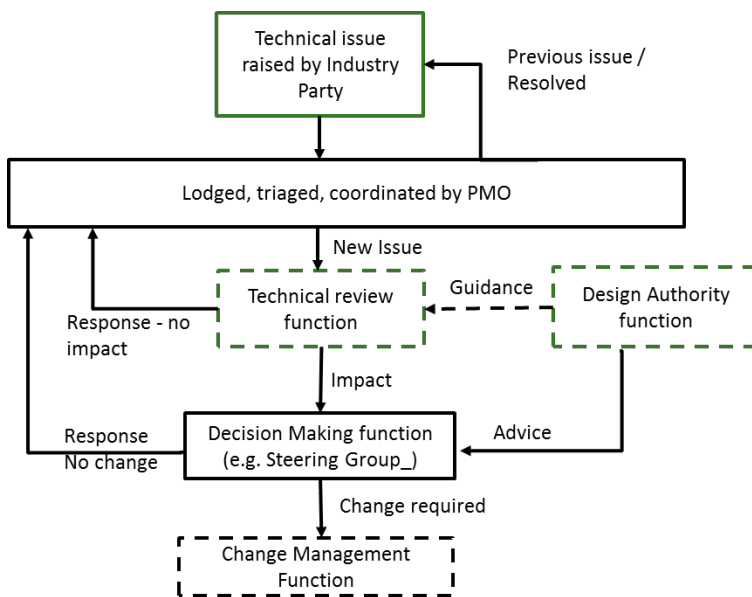 Technical issue
raised by Industry
Party
Previous issue /
Resolved
Lodged, triaged, coordinated by PMO
New Issue
Technical review
function
Guidance
Design Authority
function
Response - no
impact
Impact
Response
No change
Decision Making function
(e.g. Steering Group_)
Advice
Change required
Change Management
Function